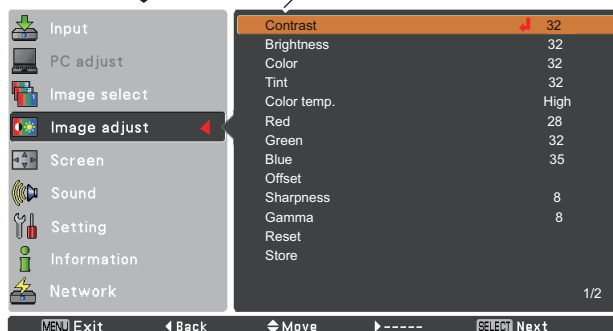 Input
PC adjust
Image select
Image adjust
Screen
Sound
Setting
Information
Network
Contrast 32
Brightness 32
Color 32
Tint 32
Color temp. High
Red 28
Green 32
Blue 35
Offset
Sharpness 8
Gamma 8
Reset
Store
1/2
MENU Exit Back Move ----- SELECT Next